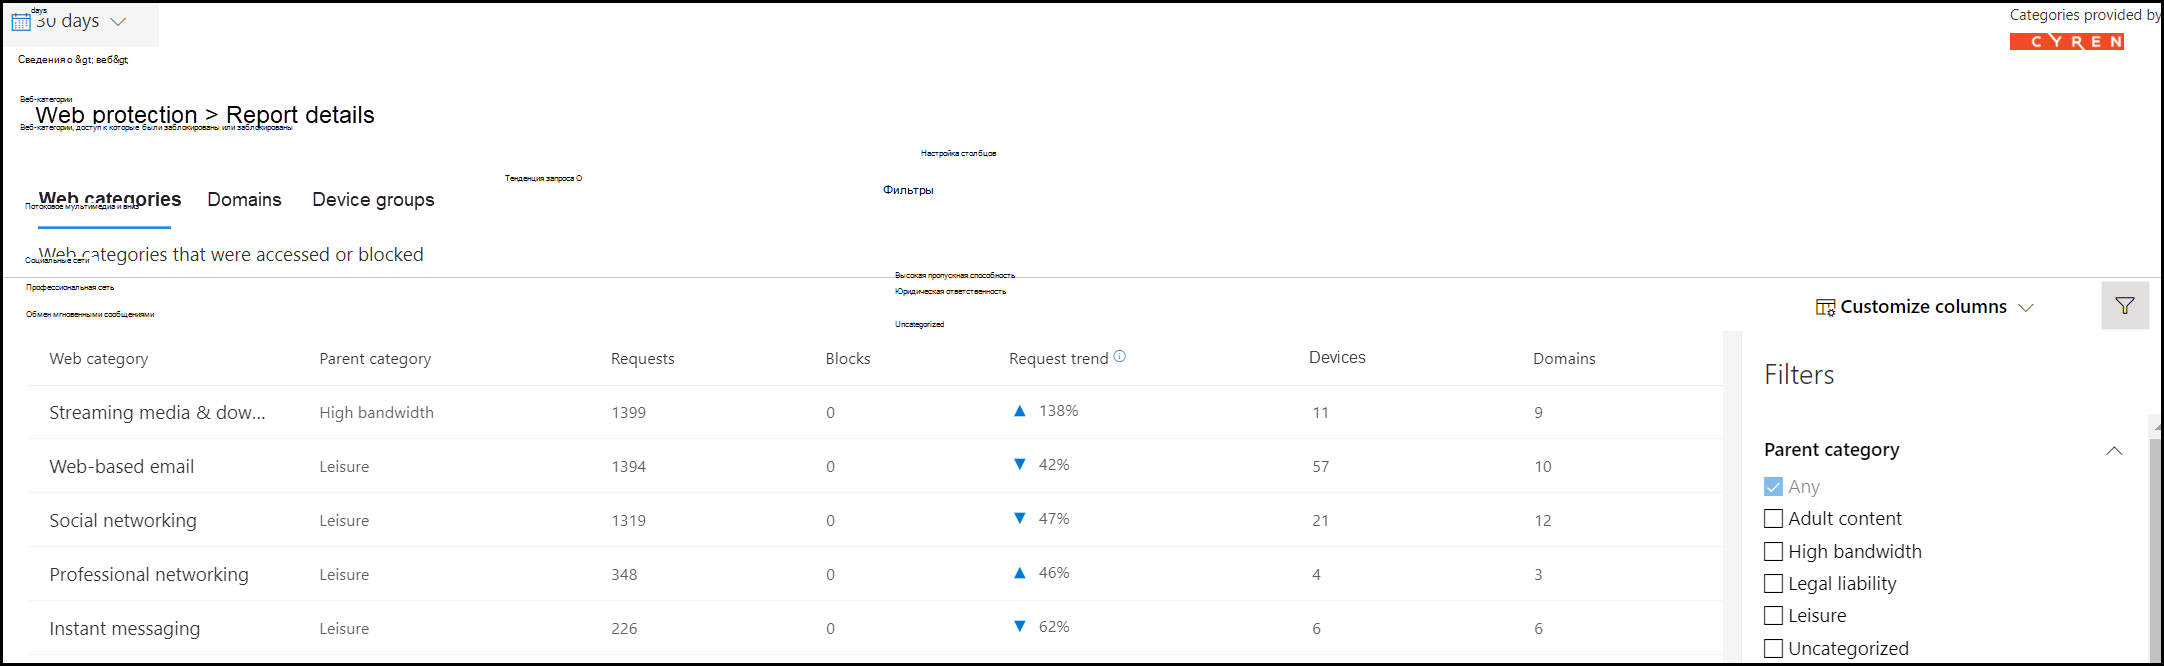 days
30 days
Categories provided by
CYREN
Сведения о &gt; веб&gt;
Веб-категории
Web protection > Report details
Веб-категории, доступ к которые были заблокированы или заблокированы
Настройка столбцов
Тенденция запроса О
Фильтры
Web categories Domains Device groups
Потоковое мультимедиа и вниз
Web categories that were accessed or blocked
Социальные сети
Высокая пропускная способность
Профессиональная сеть
Юридическая ответственность
Обмен мгновенными сообщениями
Uncategorized
Customize columns
Web category Parent category Requests Blocks Request trend Devices Domains
Filters
Streaming media & dow... High bandwidth 1399 0 138% 11 9
Parent category
Web-based email Leisure 1394 0 42% 57 10
Any
Social networking Leisure 1319 0 47% 21 12
Adult content
High bandwidth
Professional networking Leisure 348 0 46% 4 3
Legal liability
Leisure
Instant messaging Leisure 226 0 62% 6 6
Uncategorized